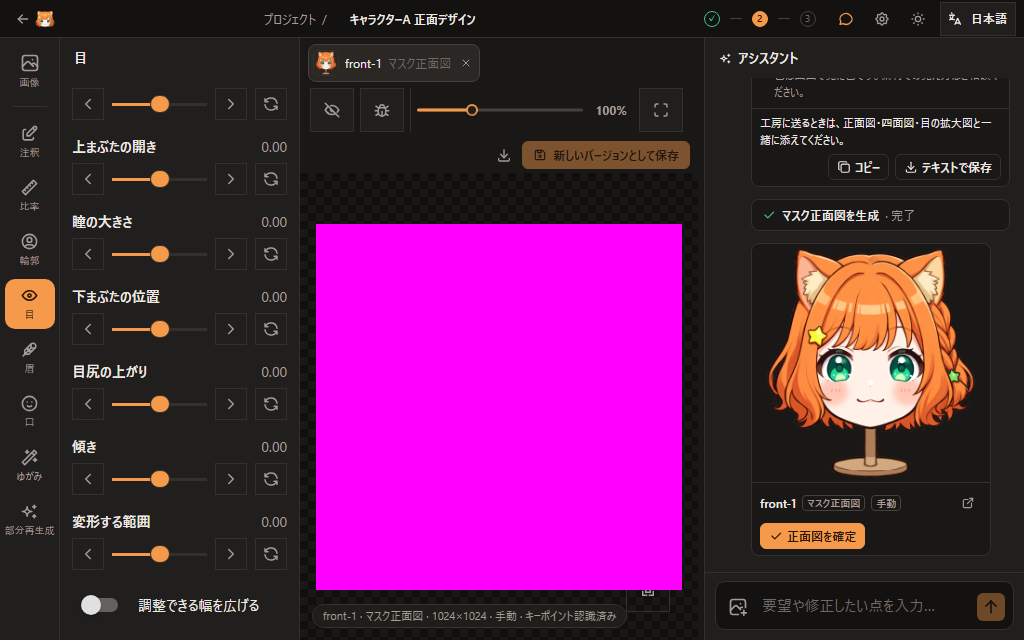 プロジェクト / キャラクターA 正面デザイン
2
3
日本語
画像
注釈
比率
輪郭
目
眉
口
ゆがみ
部分再生成
目
上まぶたの開き 0.00
瞳の大きさ 0.00
下まぶたの位置 0.00
目尻の上がり 0.00
傾き 0.00
変形する範囲 0.00
調整できる幅を広げる
front-1 マスク正面図
100%
新しいバージョンとして保存
front-1 · マスク正面図 · 1024×1024 · 手動 · キーポイント認識済み
アシスタント
ださい。
工房に送るときは、正面図・四面図・目の拡大図と一
緒に添えてください。
コピー
テキストで保存
マスク正面図を生成 · 完了
front-1 マスク正面図 手動
正面図を確定
要望や修正したい点を入力...